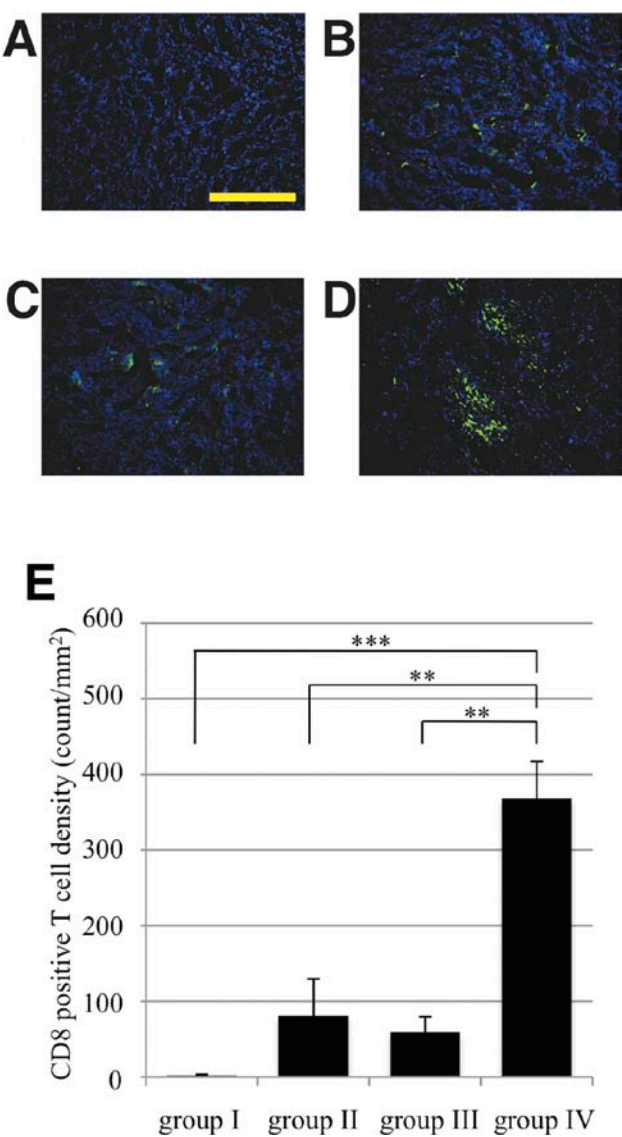 A
B
C
D
E
CD8 positive T cell density (count/mm²)
600
500
400
300
200
100
0
***
**
**
group I group II group III group IV